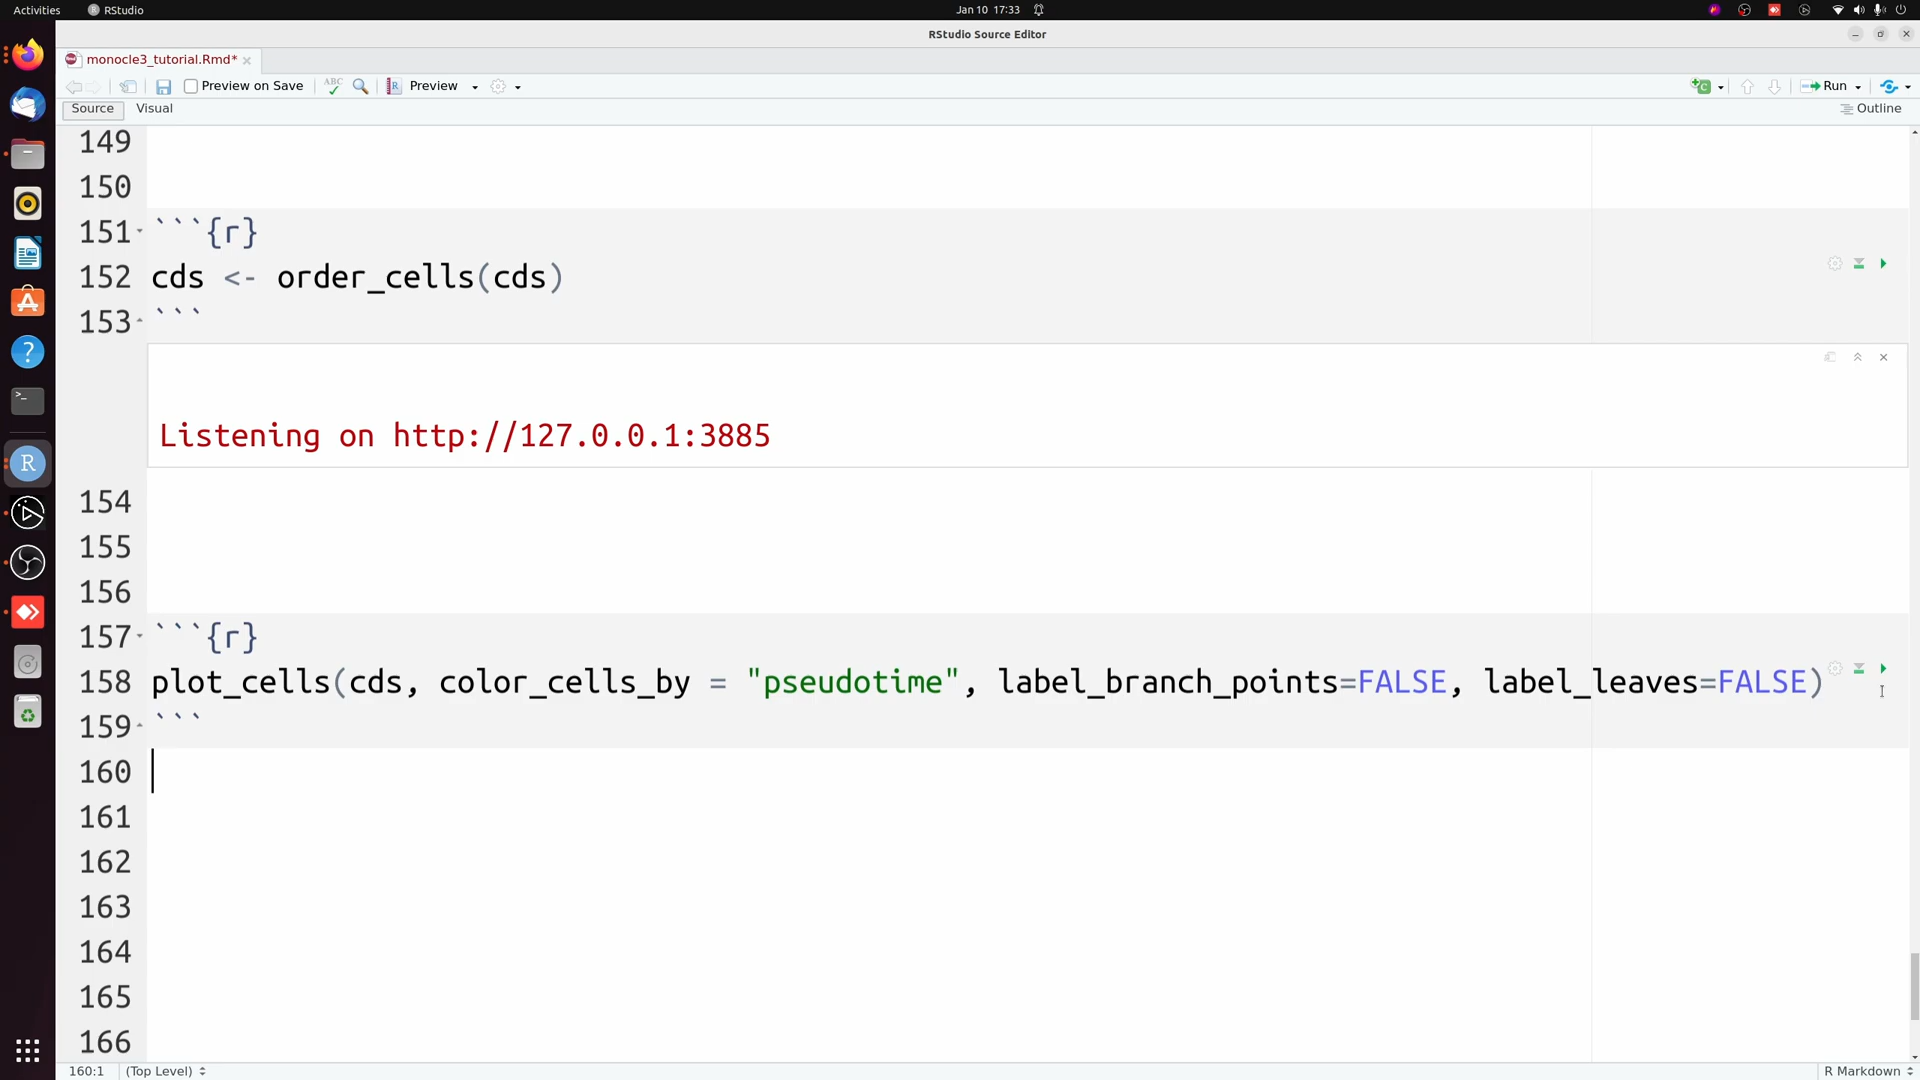 Activities RStudio Jan 10 17:33
RStudio Source Editor
monocle3_tutorial.Rmd*
Preview on Save ABC Preview Run
Source Visual Outline
149
150
151 ```{r}
152 cds <- order_cells(cds)
153 ```
Listening on http://127.0.0.1:3885
154
155
156
157 ```{r}
158 plot_cells(cds, color_cells_by = "pseudotime", label_branch_points=FALSE, label_leaves=FALSE)
159 ```
160
161
162
163
164
165
166
160:1 (Top Level) R Markdown